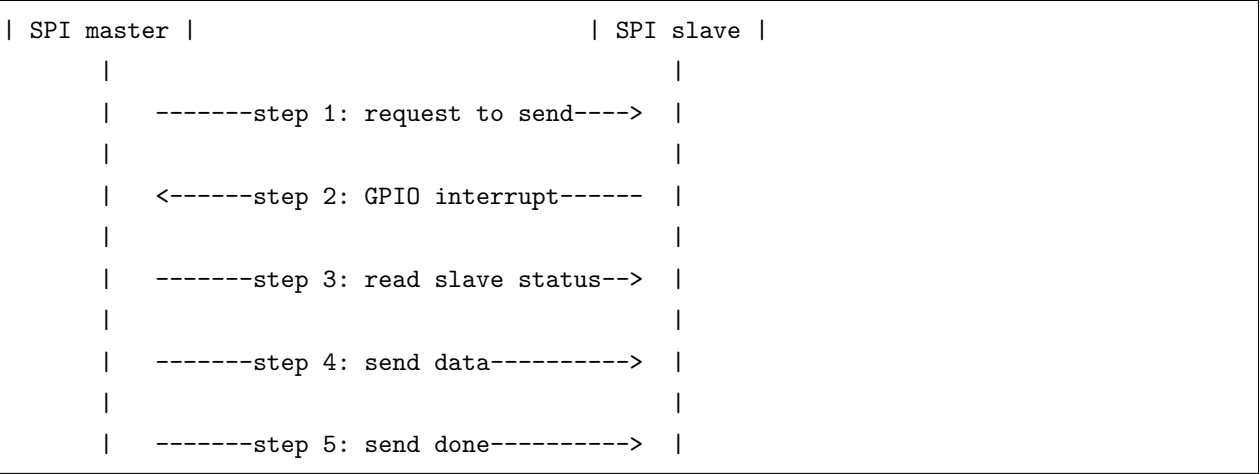 | SPI master |                                 | SPI slave |
        |                                              |
        |   -------step 1: request to send---->  |
        |                                              |
        |   <------step 2: GPIO interrupt------  |
        |                                              |
        |   -------step 3: read slave status-->  |
        |                                              |
        |   -------step 4: send data---------->  |
        |                                              |
        |   -------step 5: send done---------->  |